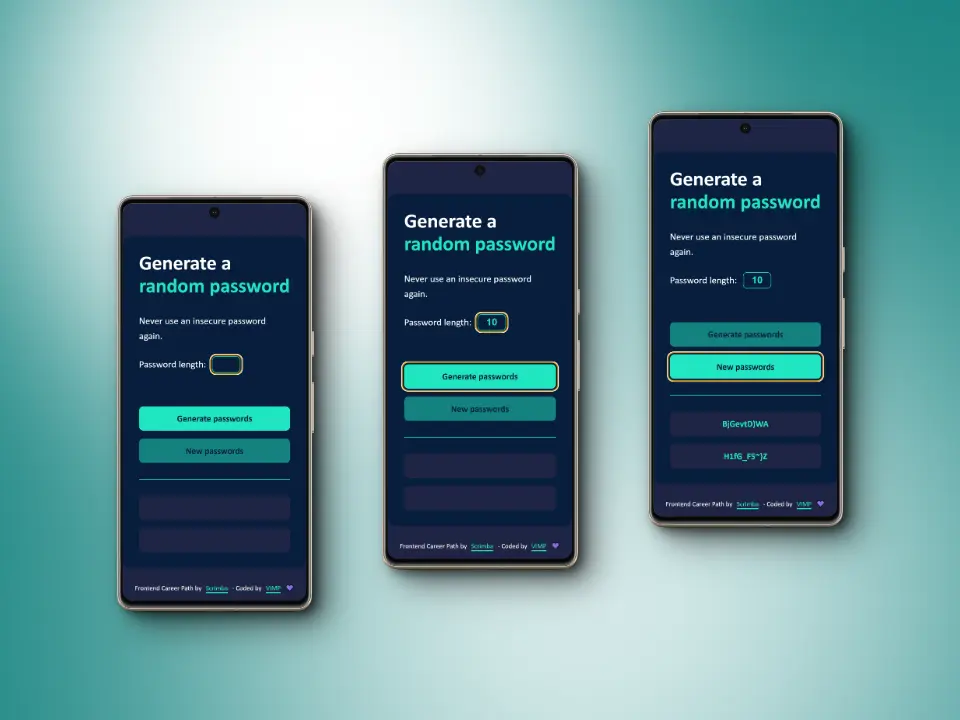 Generate a
random password
Never use an insecure password
again.
Password length:
Generate passwords
New passwords
Frontend Career Path by Scrimba - Coded by VIMP 💜
Generate a
random password
Never use an insecure password
again.
Password length: 10
Generate passwords
New passwords
Frontend Career Path by Scrimba - Coded by VIMP 💜
Generate a
random password
Never use an insecure password
again.
Password length: 10
Generate passwords
New passwords
BjGevtD)WA
Frontend Career Path by Scrimba - Coded by VIMP 💜